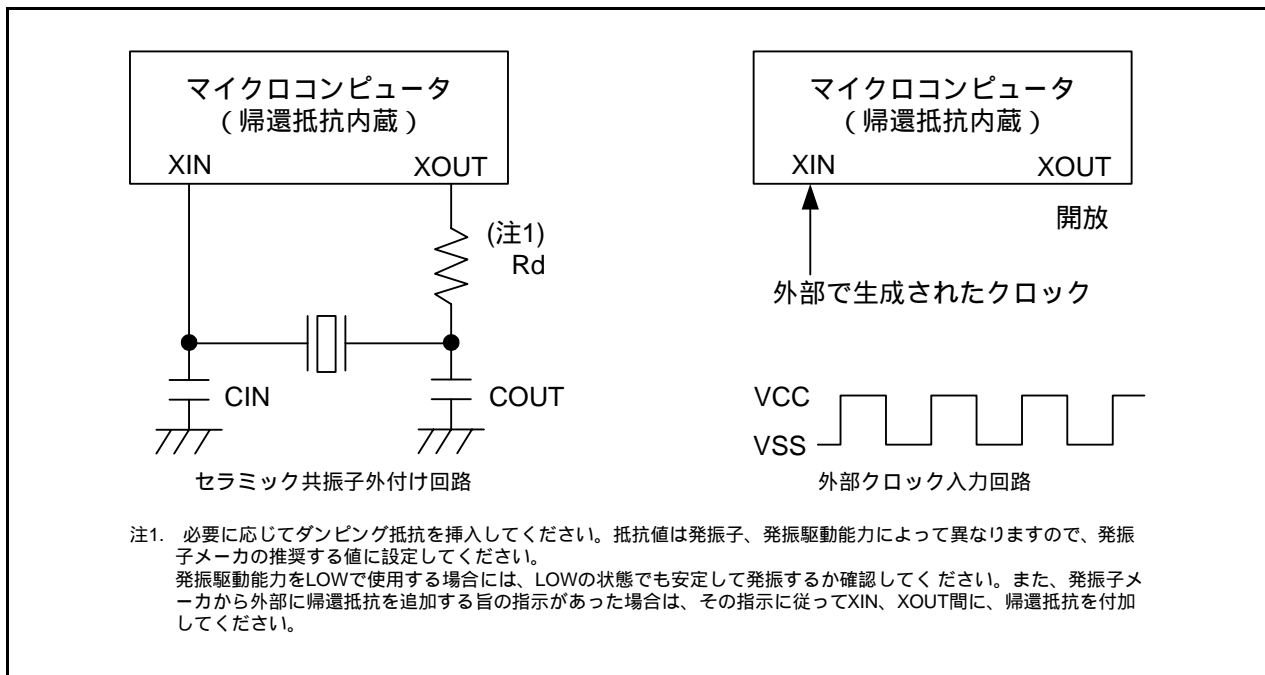 マイクロコンピュータ
(帰還抵抗内蔵)
XIN
XOUT
(注1)
Rd
CIN
COUT
セラミック共振子外付け回路
マイクロコンピュータ
(帰還抵抗内蔵)
XIN
XOUT
開放
外部で生成されたクロック
VCC
VSS
外部クロック入力回路
注1. 必要に応じてダンピング抵抗を挿入してください。抵抗値は発振子、発振駆動能力によって異なりますので、発振
子メーカの推奨する値に設定してください。
発振駆動能力をLOWで使用する場合には、LOWの状態でも安定して発振するか確認してください。また、発振子メ
ーカから外部に帰還抵抗を追加する旨の指示があった場合は、その指示に従ってXIN、XOUT間に、帰還抵抗を付加
してください。